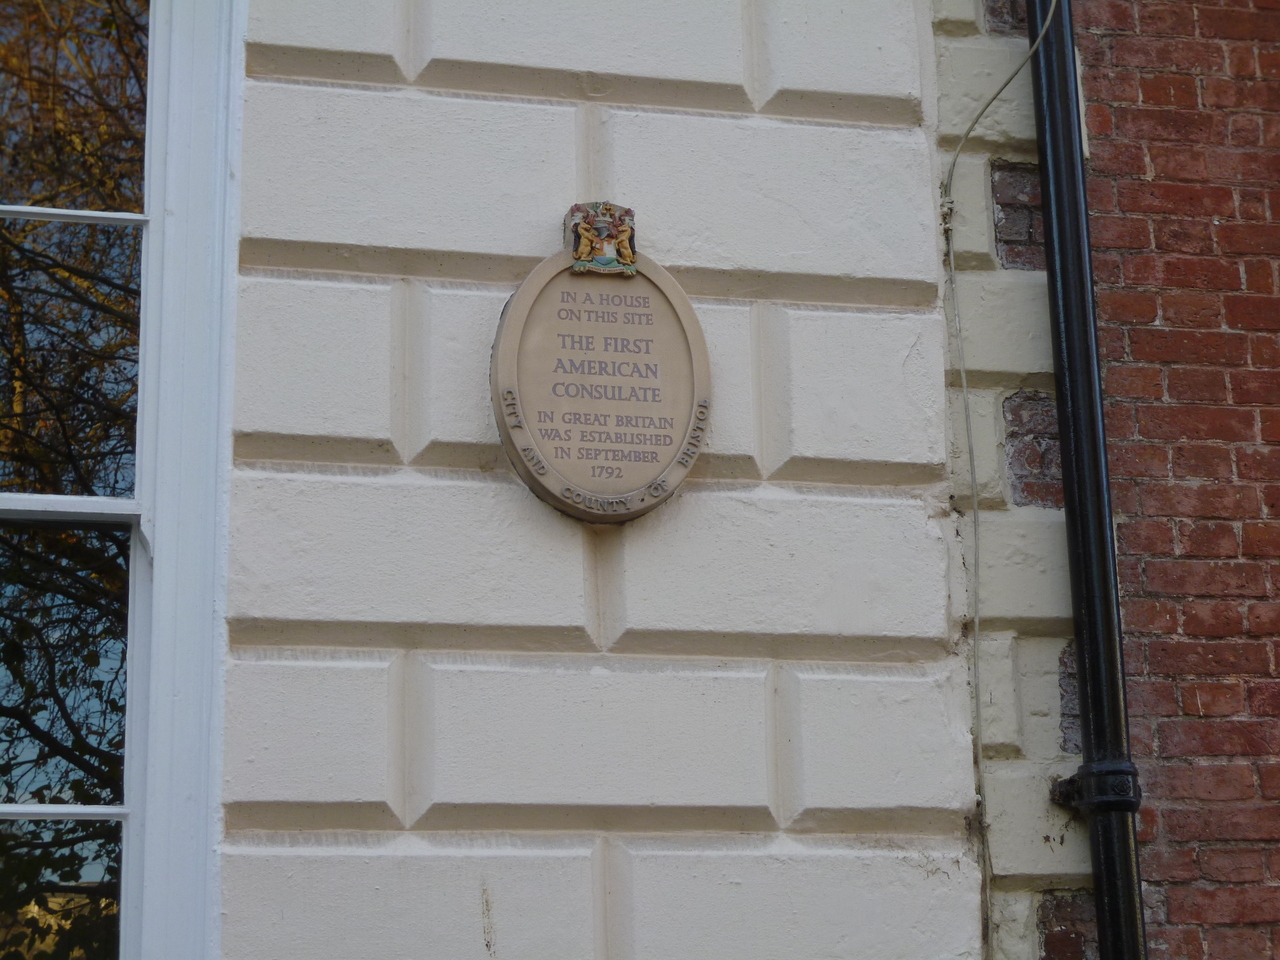 IN A HOUSE
ON THIS SITE
THE FIRST
AMERICAN
CONSULATE
IN GREAT BRITAIN
WAS ESTABLISHED
IN SEPTEMBER
1792
CITY AND COUNTY · OF BRISTOL